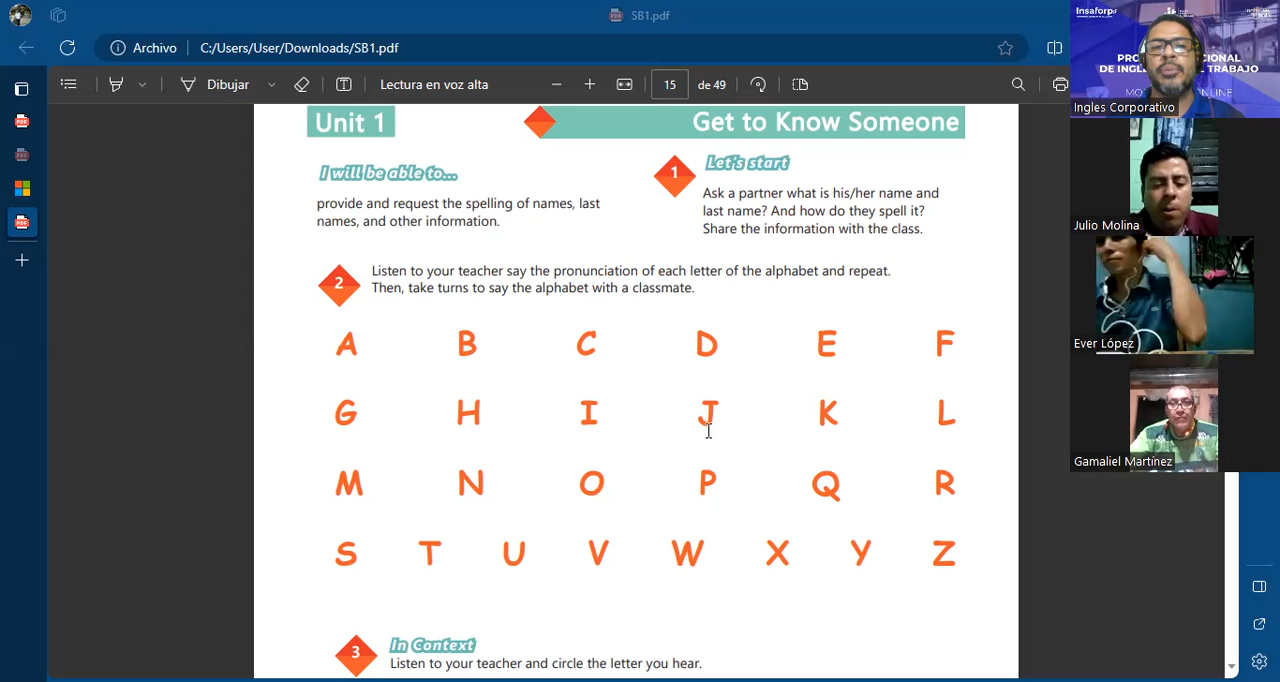 SB1.pdf
Archivo
C:/Users/User/Downloads/SB1.pdf
Dibujar
Lectura en voz alta
15
de 49
Unit 1
Get to Know Someone
I will be able to...
provide and request the spelling of names, last
names, and other information.
1
Let's start
Ask a partner what is his/her name and
last name? And how do they spell it?
Share the information with the class.
2
Listen to your teacher say the pronunciation of each letter of the alphabet and repeat.
Then, take turns to say the alphabet with a classmate.
A B C D E F
G H I J K L
M N O P Q R
S T U V W X Y Z
3
In Context
Listen to your teacher and circle the letter you hear.
Insaforp
Ingles Corporativo
Julio Molina
Ever López
Gamaliel Martínez